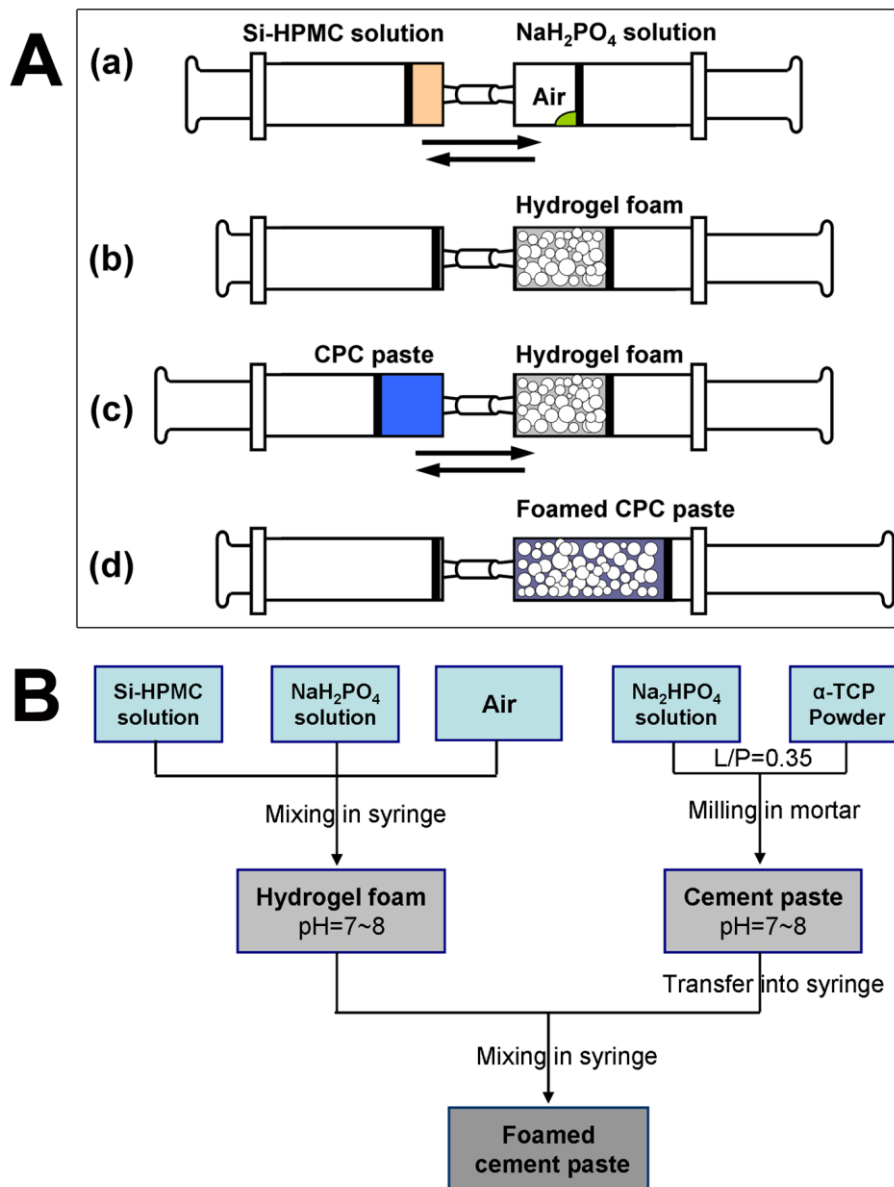 A
(a)
Si-HPMC solution
NaH₂PO₄ solution
Air
(b)
Hydrogel foam
(c)
CPC paste
Hydrogel foam
(d)
Foamed CPC paste
B
Si-HPMC
solution
NaH₂PO₄
solution
Air
Na₂HPO₄
solution
α-TCP
Powder
L/P=0.35
Mixing in syringe
Milling in mortar
Hydrogel foam
pH=7~8
Cement paste
pH=7~8
Transfer into syringe
Mixing in syringe
Foamed
cement paste